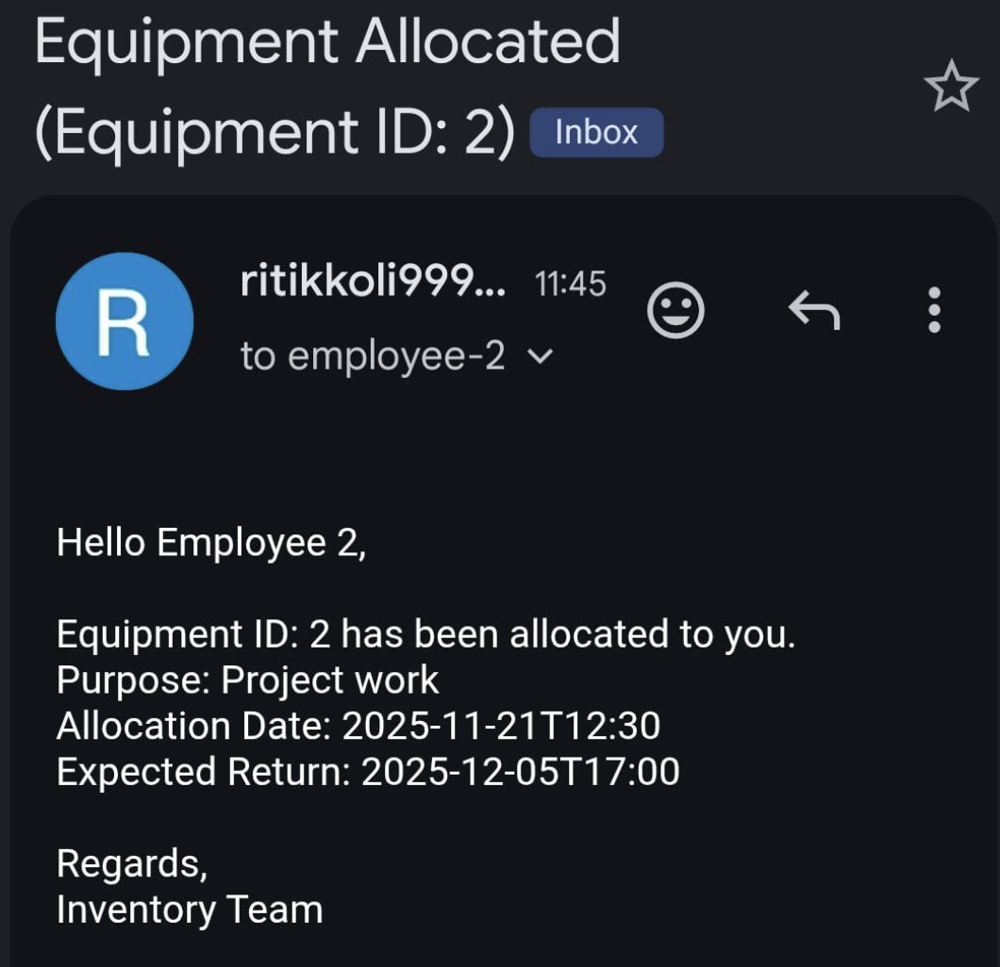 Equipment Allocated
(Equipment ID: 2) Inbox
R
ritikkoli999... 11:45
to employee-2
Hello Employee 2,
Equipment ID: 2 has been allocated to you.
Purpose: Project work
Allocation Date: 2025-11-21T12:30
Expected Return: 2025-12-05T17:00
Regards,
Inventory Team